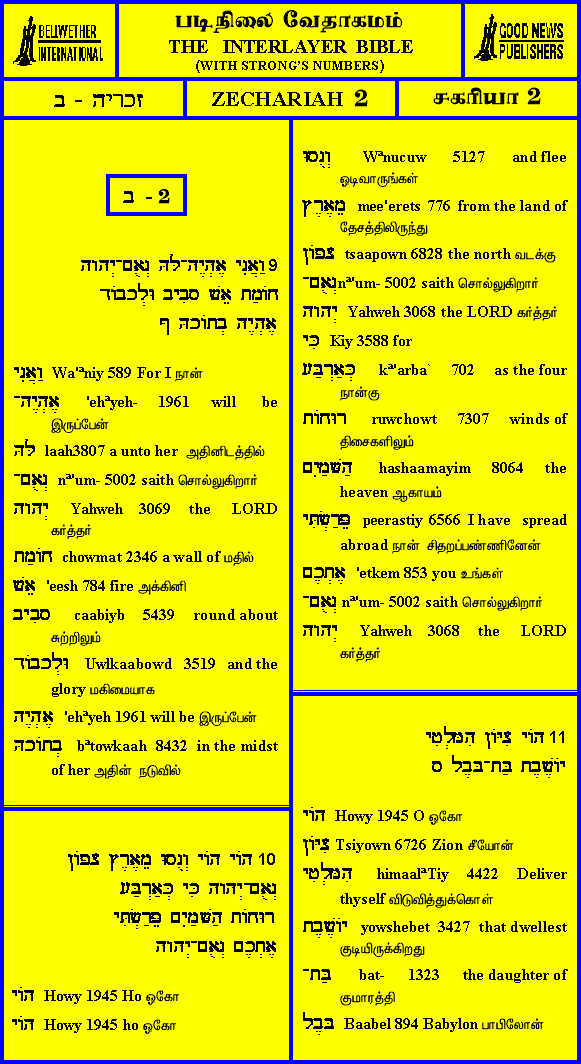 BELLWETHER
INTERNATIONAL
படிநிலை வேதாகமம்
THE INTERLAYER BIBLE
(WITH STRONG'S NUMBERS)
GOOD NEWS
PUBLISHERS
זכריה - ב
ZECHARIAH 2
சகரியா 2
ב - 2
9 וַאֲנִי אֶהְיֶה־לָּהּ נְאֻם־יְהוָה
חוֹמַת אֵשׁ סָבִיב וּלְכָבוֹד
אֶהְיֶה בְתוֹכָהּ׃ ף
וַאֲנִי Wa'ᵃniy 589 For I நான்
אֶהְיֶה־ 'ehᵃyeh- 1961 will be
இருப்பேன்
לָּהּ laah3807 a unto her அதினிடத்தில்
נְאֻם־ nᵃ'um- 5002 saith சொல்லுகிறார்
יְהוָה Yahweh 3069 the LORD
கர்த்தர்
חוֹמַת chowmat 2346 a wall of மதில்
אֵשׁ 'eesh 784 fire அக்கினி
סָבִיב caabiyb 5439 round about
சுற்றிலும்
וּלְכָבוֹד Uwlkaabowd 3519 and the
glory மகிமையாக
אֶהְיֶה 'ehᵃyeh 1961 will be இருப்பேன்
בְתוֹכָהּ bᵃtowkaah 8432 in the midst
of her அதின் நடுவில்
10 הוֹי הוֹי וְנֻסוּ מֵאֶרֶץ צָפוֹן
נְאֻם־יְהוָה כִּי כְּאַרְבַּע
רוּחוֹת הַשָּׁמַיִם פֵּרַשְׂתִּי
אֶתְכֶם נְאֻם־יְהוָה
הוֹי Howy 1945 Ho ஓகோ
הוֹי Howy 1945 ho ஓகோ
וְנֻסוּ Wᵃnucuw 5127 and flee
ஓடிவாருங்கள்
מֵאֶרֶץ mee'erets 776 from the land of
தேசத்திலிருந்து
צָפוֹן tsaapown 6828 the north வடக்கு
נְאֻם־ nᵃ'um- 5002 saith சொல்லுகிறார்
יְהוָה Yahweh 3068 the LORD கர்த்தர்
כִּי Kiy 3588 for
כְּאַרְבַּע kᵃ'arba` 702 as the four
நான்கு
רוּחוֹת ruwchowt 7307 winds of
திசைகளிலும்
הַשָּׁמַיִם hashaamayim 8064 the
heaven ஆகாயம்
פֵּרַשְׂתִּי peerastiy 6566 I have spread
abroad நான் சிதறப்பண்ணினேன்
אֶתְכֶם 'etkem 853 you உங்கள்
נְאֻם־ nᵃ'um- 5002 saith சொல்லுகிறார்
יְהוָה Yahweh 3068 the LORD
கர்த்தர்
11 הוֹי צִיּוֹן הִמָּלְטִי
יוֹשֶׁבֶת בַּת־בָּבֶל ס
הוֹי Howy 1945 O ஓகோ
צִיּוֹן Tsiyown 6726 Zion சீயோன்
הִמָּלְטִי himaalᵃTiy 4422 Deliver
thyself விடுவித்துக்கொள்
יוֹשֶׁבֶת yowshebet 3427 that dwellest
குடியிருக்கிறது
בַּת־ bat- 1323 the daughter of
குமாரத்தி
בָּבֶל Baabel 894 Babylon பாபிலோன்